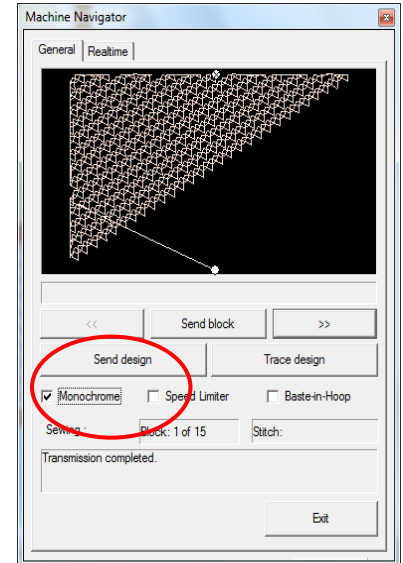 Machine Navigator
General Realtime
<< Send block >>
Send design Trace design
Monochrome Speed Limiter Baste-in-Hoop
Sewing : Block: 1 of 15 Stitch:
Transmission completed.
Exit